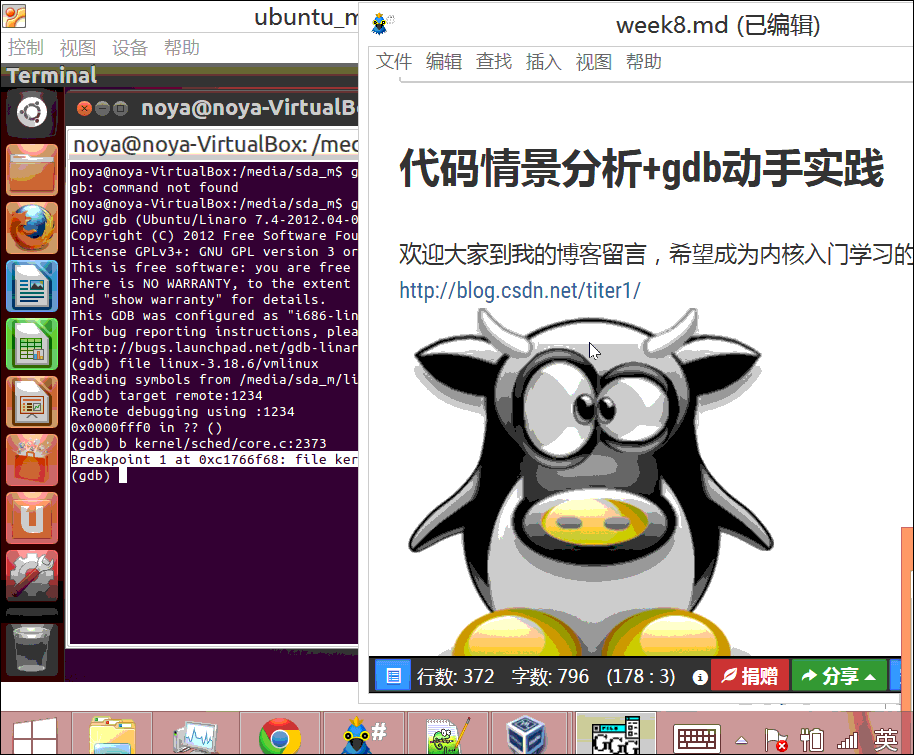 ubuntu_m
控制 视图 设备 帮助
Terminal
noya@noya-VirtualB
noya@noya-VirtualBox: /med
noya@noya-VirtualBox:/media/sda_m$ g
gb: command not found
noya@noya-VirtualBox:/media/sda_m$ g
GNU gdb (Ubuntu/Linaro 7.4-2012.04-0
Copyright (C) 2012 Free Software Fou
License GPLv3+: GNU GPL version 3 or
This is free software: you are free
There is NO WARRANTY, to the extent
and "show warranty" for details.
This GDB was configured as "i686-lin
For bug reporting instructions, plea
<http://bugs.launchpad.net/gdb-linar
(gdb) file linux-3.18.6/vmlinux
Reading symbols from /media/sda_m/li
(gdb) target remote:1234
Remote debugging using :1234
0x0000fff0 in ?? ()
(gdb) b kernel/sched/core.c:2373
Breakpoint 1 at 0xc1766f68: file ker
(gdb)
week8.md (已编辑)
文件 编辑 查找 插入 视图 帮助
代码情景分析+gdb动手实践
欢迎大家到我的博客留言，希望成为内核入门学习的
http://blog.csdn.net/titer1/
行数: 372 字数: 796 (178 : 3) 捐赠 分享
#
FILE
GGG
英